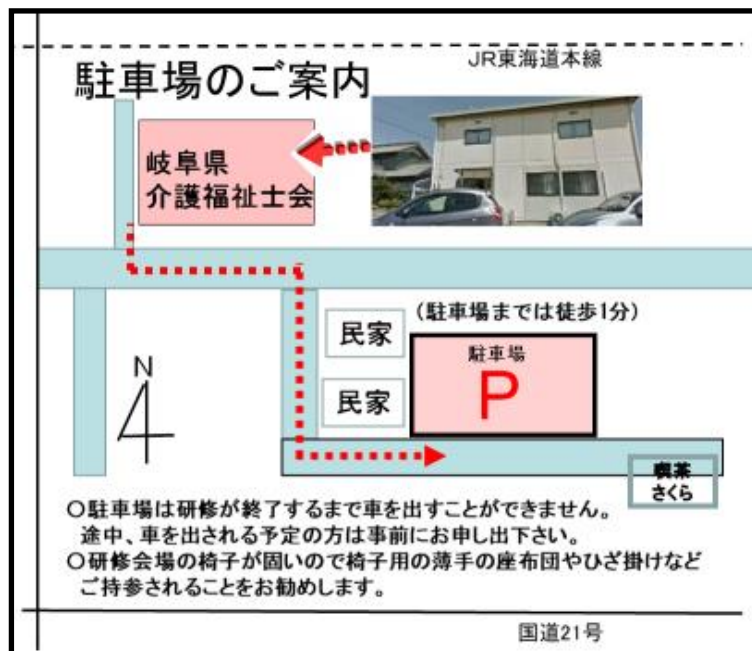 JR東海道本線
駐車場のご案内
岐阜県
介護福祉士会
(駐車場までは徒歩1分)
民家
駐車場
P
N
民家
喫茶
さくら
○駐車場は研修が終了するまで車を出すことができません。
途中、車を出される予定の方は事前にお申し出下さい。
○研修会場の椅子が固いので椅子用の薄手の座布団やひざ掛けなど
ご持参されることをお勧めします。
国道21号